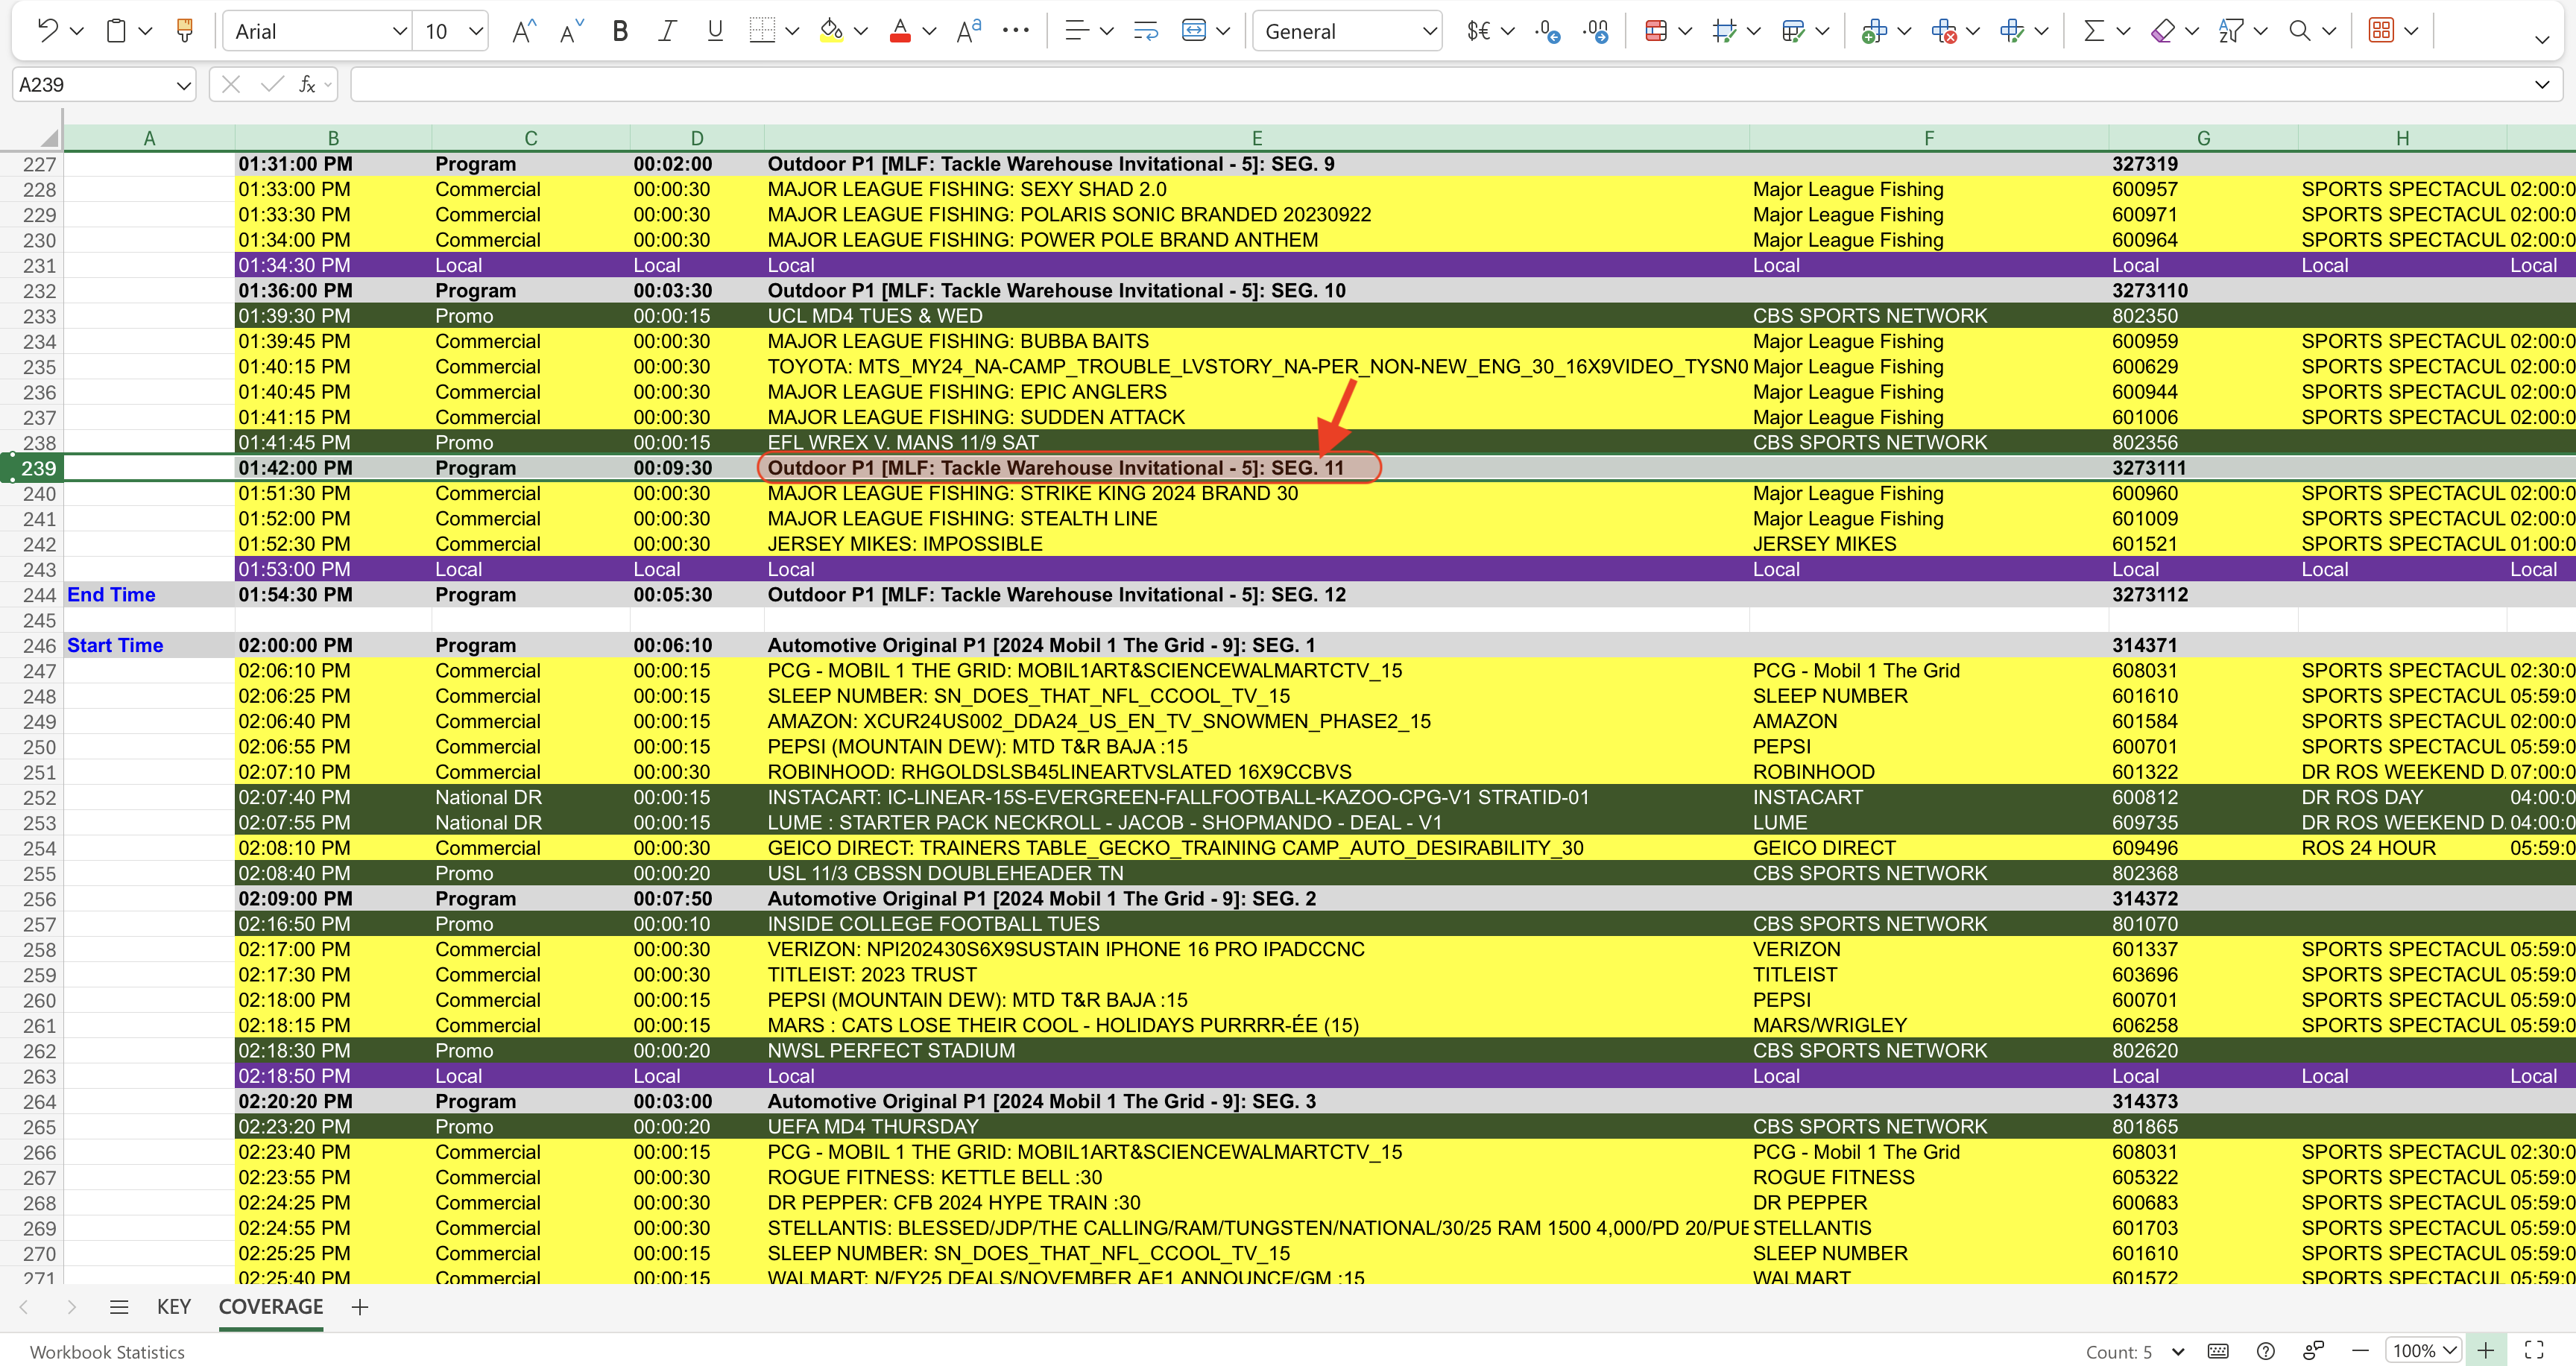 Arial 10 General
A239 fx
A B C D E F G H
227 01:31:00 PM Program 00:02:00 Outdoor P1 [MLF: Tackle Warehouse Invitational - 5]: SEG. 9 327319
228 01:33:00 PM Commercial 00:00:30 MAJOR LEAGUE FISHING: SEXY SHAD 2.0 Major League Fishing 600957 SPORTS SPECTACUL 02:00:0
229 01:33:30 PM Commercial 00:00:30 MAJOR LEAGUE FISHING: POLARIS SONIC BRANDED 20230922 Major League Fishing 600971 SPORTS SPECTACUL 02:00:0
230 01:34:00 PM Commercial 00:00:30 MAJOR LEAGUE FISHING: POWER POLE BRAND ANTHEM Major League Fishing 600964 SPORTS SPECTACUL 02:00:0
231 01:34:30 PM Local Local Local Local Local Local Local
232 01:36:00 PM Program 00:03:30 Outdoor P1 [MLF: Tackle Warehouse Invitational - 5]: SEG. 10 3273110
233 01:39:30 PM Promo 00:00:15 UCL MD4 TUES & WED CBS SPORTS NETWORK 802350
234 01:39:45 PM Commercial 00:00:30 MAJOR LEAGUE FISHING: BUBBA BAITS Major League Fishing 600959 SPORTS SPECTACUL 02:00:0
235 01:40:15 PM Commercial 00:00:30 TOYOTA: MTS_MY24_NA-CAMP_TROUBLE_LVSTORY_NA-PER_NON-NEW_ENG_30_16X9VIDEO_TYSN0 Major League Fishing 600629 SPORTS SPECTACUL 02:00:0
236 01:40:45 PM Commercial 00:00:30 MAJOR LEAGUE FISHING: EPIC ANGLERS Major League Fishing 600944 SPORTS SPECTACUL 02:00:0
237 01:41:15 PM Commercial 00:00:30 MAJOR LEAGUE FISHING: SUDDEN ATTACK Major League Fishing 601006 SPORTS SPECTACUL 02:00:0
238 01:41:45 PM Promo 00:00:15 EFL WREX V. MANS 11/9 SAT CBS SPORTS NETWORK 802356
239 01:42:00 PM Program 00:09:30 Outdoor P1 [MLF: Tackle Warehouse Invitational - 5]: SEG. 11 3273111
240 01:51:30 PM Commercial 00:00:30 MAJOR LEAGUE FISHING: STRIKE KING 2024 BRAND 30 Major League Fishing 600960 SPORTS SPECTACUL 02:00:0
241 01:52:00 PM Commercial 00:00:30 MAJOR LEAGUE FISHING: STEALTH LINE Major League Fishing 601009 SPORTS SPECTACUL 02:00:0
242 01:52:30 PM Commercial 00:00:30 JERSEY MIKES: IMPOSSIBLE JERSEY MIKES 601521 SPORTS SPECTACUL 01:00:0
243 01:53:00 PM Local Local Local Local Local Local Local
244 End Time 01:54:30 PM Program 00:05:30 Outdoor P1 [MLF: Tackle Warehouse Invitational - 5]: SEG. 12 3273112
245
246 Start Time 02:00:00 PM Program 00:06:10 Automotive Original P1 [2024 Mobil 1 The Grid - 9]: SEG. 1 314371
247 02:06:10 PM Commercial 00:00:15 PCG - MOBIL 1 THE GRID: MOBIL1ART&SCIENCEWALMARTCTV_15 PCG - Mobil 1 The Grid 608031 SPORTS SPECTACUL 02:30:0
248 02:06:25 PM Commercial 00:00:15 SLEEP NUMBER: SN_DOES_THAT_NFL_CCOOL_TV_15 SLEEP NUMBER 601610 SPORTS SPECTACUL 05:59:0
249 02:06:40 PM Commercial 00:00:15 AMAZON: XCUR24US002_DDA24_US_EN_TV_SNOWMEN_PHASE2_15 AMAZON 601584 SPORTS SPECTACUL 02:00:0
250 02:06:55 PM Commercial 00:00:15 PEPSI (MOUNTAIN DEW): MTD T&R BAJA :15 PEPSI 600701 SPORTS SPECTACUL 05:59:0
251 02:07:10 PM Commercial 00:00:30 ROBINHOOD: RHGOLDSLSB45LINEARTVSLATED 16X9CCBVS ROBINHOOD 601322 DR ROS WEEKEND D. 07:00:0
252 02:07:40 PM National DR 00:00:15 INSTACART: IC-LINEAR-15S-EVERGREEN-FALLFOOTBALL-KAZOO-CPG-V1 STRATID-01 INSTACART 600812 DR ROS DAY 04:00:0
253 02:07:55 PM National DR 00:00:15 LUME : STARTER PACK NECKROLL - JACOB - SHOPMANDO - DEAL - V1 LUME 609735 DR ROS WEEKEND D. 04:00:0
254 02:08:10 PM Commercial 00:00:30 GEICO DIRECT: TRAINERS TABLE_GECKO_TRAINING CAMP_AUTO_DESIRABILITY_30 GEICO DIRECT 609496 ROS 24 HOUR 05:59:0
255 02:08:40 PM Promo 00:00:20 USL 11/3 CBSSN DOUBLEHEADER TN CBS SPORTS NETWORK 802368
256 02:09:00 PM Program 00:07:50 Automotive Original P1 [2024 Mobil 1 The Grid - 9]: SEG. 2 314372
257 02:16:50 PM Promo 00:00:10 INSIDE COLLEGE FOOTBALL TUES CBS SPORTS NETWORK 801070
258 02:17:00 PM Commercial 00:00:30 VERIZON: NPI202430S6X9SUSTAIN IPHONE 16 PRO IPADCCNC VERIZON 601337 SPORTS SPECTACUL 05:59:0
259 02:17:30 PM Commercial 00:00:30 TITLEIST: 2023 TRUST TITLEIST 603696 SPORTS SPECTACUL 05:59:0
260 02:18:00 PM Commercial 00:00:15 PEPSI (MOUNTAIN DEW): MTD T&R BAJA :15 PEPSI 600701 SPORTS SPECTACUL 05:59:0
261 02:18:15 PM Commercial 00:00:15 MARS : CATS LOSE THEIR COOL - HOLIDAYS PURRRR-ÉE (15) MARS/WRIGLEY 606258 SPORTS SPECTACUL 05:59:0
262 02:18:30 PM Promo 00:00:20 NWSL PERFECT STADIUM CBS SPORTS NETWORK 802620
263 02:18:50 PM Local Local Local Local Local Local Local
264 02:20:20 PM Program 00:03:00 Automotive Original P1 [2024 Mobil 1 The Grid - 9]: SEG. 3 314373
265 02:23:20 PM Promo 00:00:20 UEFA MD4 THURSDAY CBS SPORTS NETWORK 801865
266 02:23:40 PM Commercial 00:00:15 PCG - MOBIL 1 THE GRID: MOBIL1ART&SCIENCEWALMARTCTV_15 PCG - Mobil 1 The Grid 608031 SPORTS SPECTACUL 02:30:0
267 02:23:55 PM Commercial 00:00:30 ROGUE FITNESS: KETTLE BELL :30 ROGUE FITNESS 605322 SPORTS SPECTACUL 05:59:0
268 02:24:25 PM Commercial 00:00:30 DR PEPPER: CFB 2024 HYPE TRAIN :30 DR PEPPER 600683 SPORTS SPECTACUL 05:59:0
269 02:24:55 PM Commercial 00:00:30 STELLANTIS: BLESSED/JDP/THE CALLING/RAM/TUNGSTEN/NATIONAL/30/25 RAM 1500 4,000/PD 20/PUE STELLANTIS 601703 SPORTS SPECTACUL 05:59:0
270 02:25:25 PM Commercial 00:00:15 SLEEP NUMBER: SN_DOES_THAT_NFL_CCOOL_TV_15 SLEEP NUMBER 601610 SPORTS SPECTACUL 05:59:0
271 02:25:40 PM Commercial 00:00:15 WALMART: N/FY25 DEALS/NOVEMBER AE1 ANNOUNCE/GM :15 WALMART 601572 SPORTS SPECTACUL 05:59:0
KEY COVERAGE
Workbook Statistics Count: 5 100%